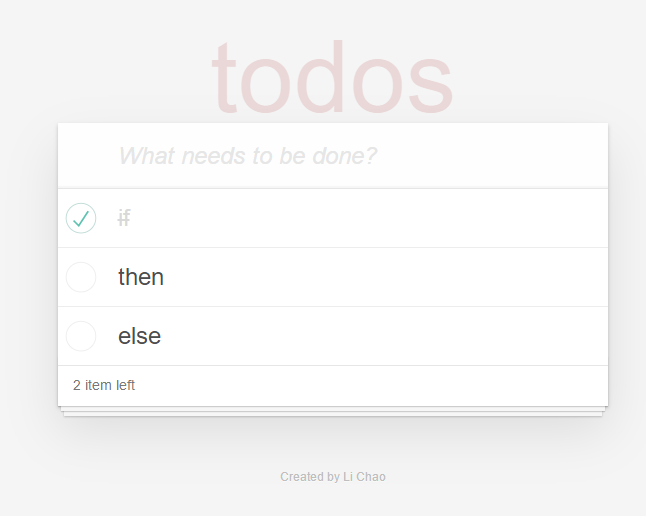 todos
What needs to be done?
if
then
else
2 item left
Created by Li Chao